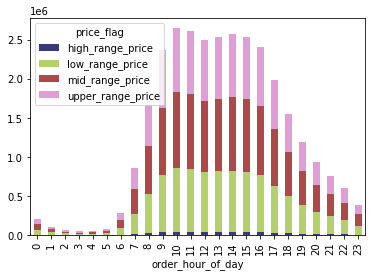 1e6
price_flag
high_range_price
low_range_price
mid_range_price
upper_range_price
2.5
2.0
1.5
1.0
0.5
0.0
0 1 2 3 4 5 6 7 8 9 10 11 12 13 14 15 16 17 18 19 20 21 22 23
order_hour_of_day